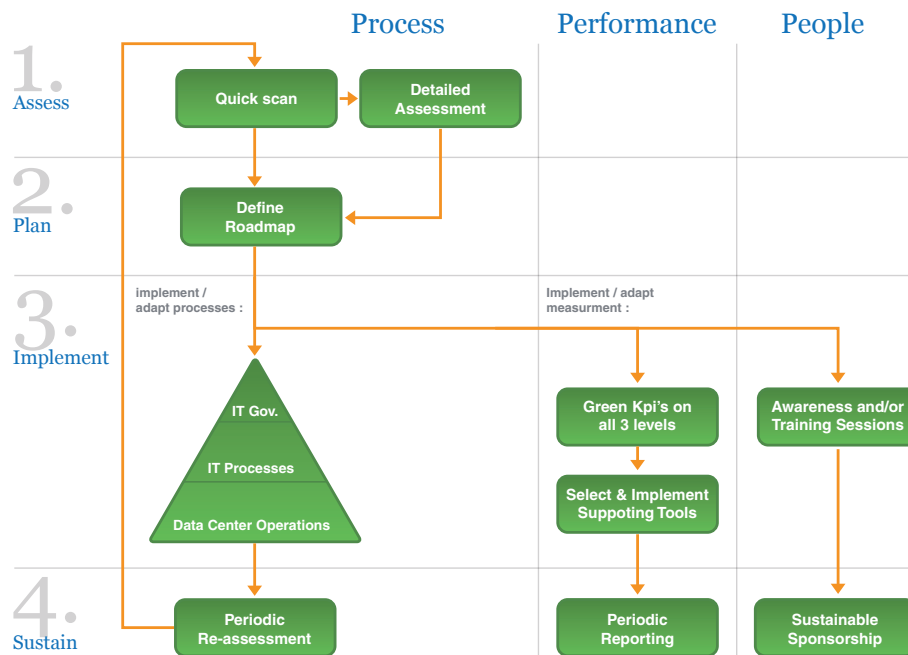 Process
Performance
People
1.
Assess
Quick scan
Detailed
Assessment
2.
Plan
Define
Roadmap
3.
Implement
implement /
adapt processes :
Implement / adapt
measurment :
IT Gov.
IT Processes
Data Center Operations
Green Kpi's on
all 3 levels
Select & Implement
Suppoting Tools
Awareness and/or
Training Sessions
4.
Sustain
Periodic
Re-assessment
Periodic
Reporting
Sustainable
Sponsorship